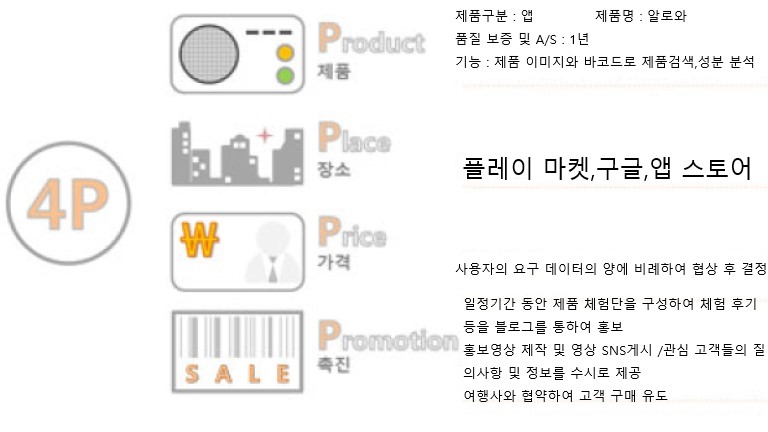 제품구분 : 앱 제품명 : 알로와
품질 보증 및 A/S : 1년
기능 : 제품 이미지와 바코드로 제품검색,성분 분석
Product
제품
4P
Place
장소
플레이 마켓,구글,앱 스토어
₩
Price
가격
사용자의 요구 데이터의 양에 비례하여 협상 후 결정
SALE
Promotion
촉진
일정기간 동안 제품 체험단을 구성하여 체험 후기
등을 블로그를 통하여 홍보
홍보영상 제작 및 영상 SNS게시 /관심 고객들의 질
의사항 및 정보를 수시로 제공
여행사와 협약하여 고객 구매 유도